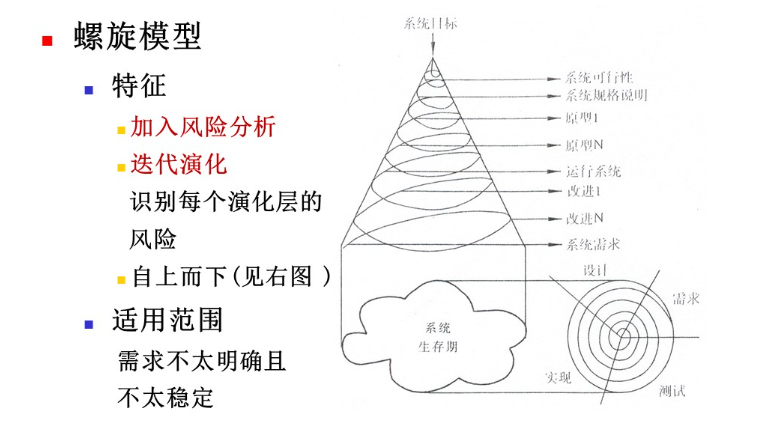 螺旋模型
特征
加入风险分析
迭代演化
识别每个演化层的
风险
自上而下(见右图 )
适用范围
需求不太明确且
不太稳定
系统目标
系统可行性
系统规格说明
原型1
原型N
运行系统
改进1
改进N
系统需求
设计
需求
系统
生存期
实现
测试